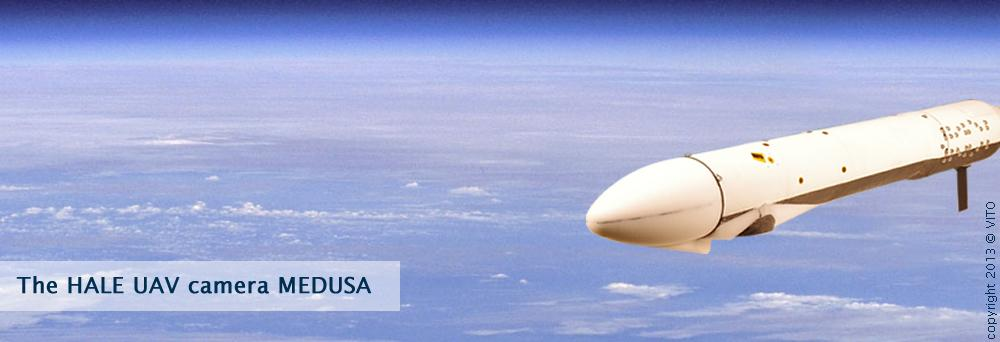 The HALE UAV camera MEDUSA
copyright 2013 © VITO